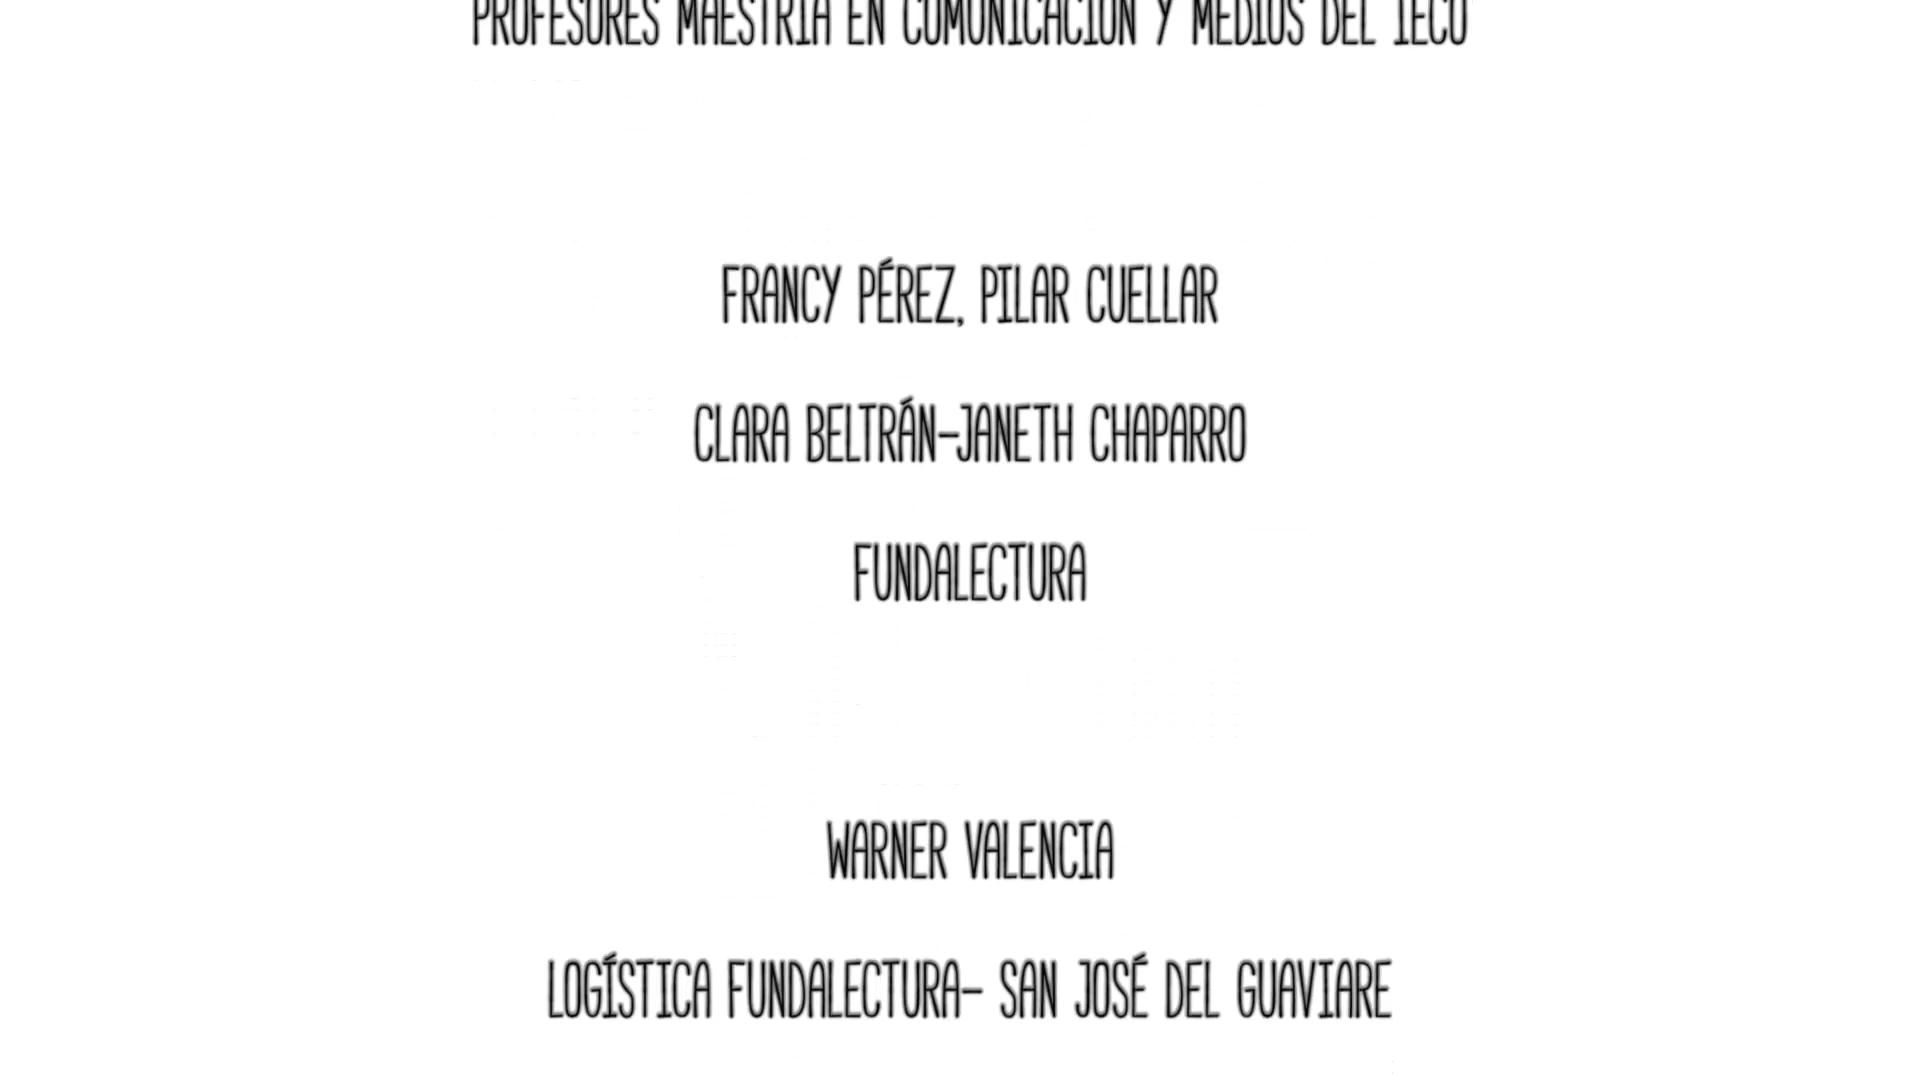 PROFESORES MAESTRÍA EN COMUNICACIÓN Y MEDIOS DEL IECO
FRANCY PÉREZ, PILAR CUELLAR
CLARA BELTRÁN-JANETH CHAPARRO
FUNDALECTURA
WARNER VALENCIA
LOGÍSTICA FUNDALECTURA- SAN JOSÉ DEL GUAVIARE